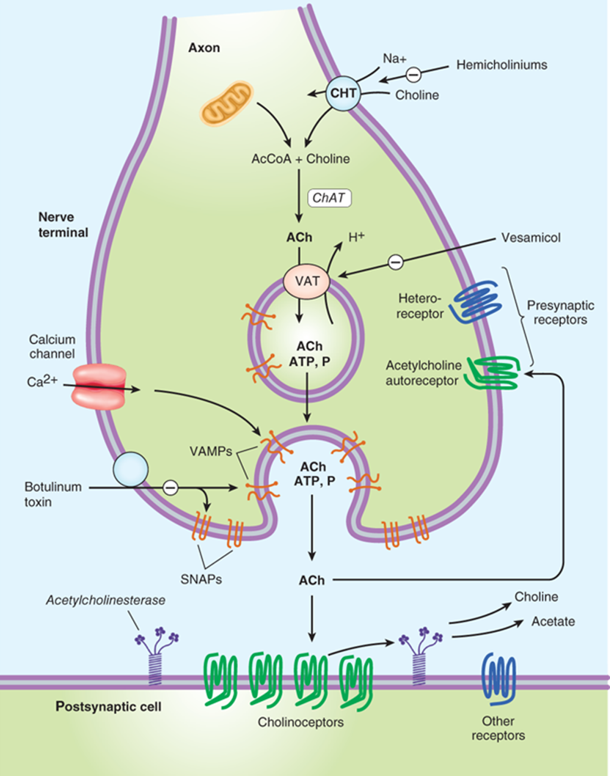 Axon
Na+
Hemicholiniums
CHT
Choline
AcCoA + Choline
ChAT
Nerve
terminal
ACh
H+
Vesamicol
VAT
Hetero-
receptor
Presynaptic
receptors
Calcium
channel
ACh
ATP, P
Acetylcholine
autoreceptor
Ca2+
VAMPs
ACh
ATP, P
Botulinum
toxin
SNAPs
ACh
Acetylcholinesterase
Choline
Acetate
Postsynaptic cell
Cholinoceptors
Other
receptors